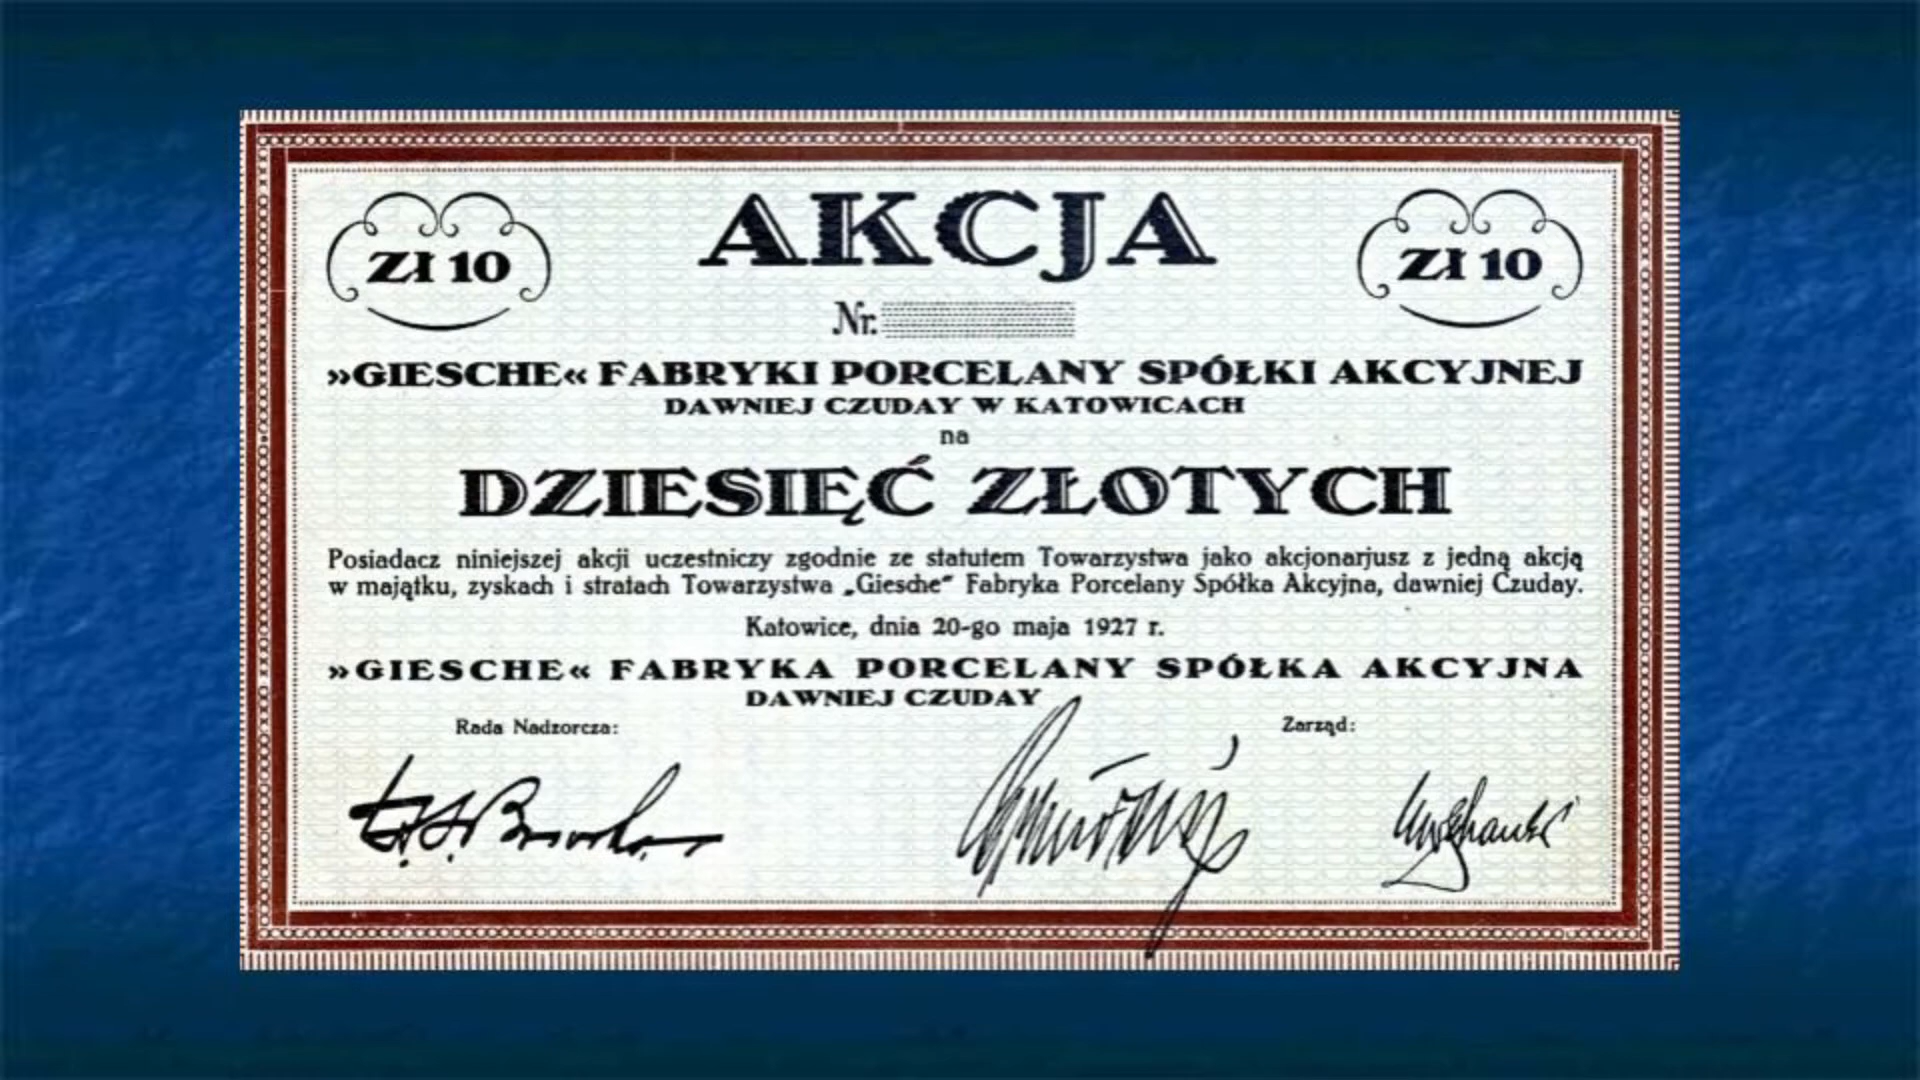 AKCJA
Zł 10
Zł 10
Nr.
»GIESCHE« FABRYKI PORCELANY SPÓŁKI AKCYJNEJ
DAWNIEJ CZUDAY W KATOWICACH
na
DZIESIĘĆ ZŁOTYCH
Posiadacz niniejszej akcji uczestniczy zgodnie ze statutem Towarzystwa jako akcjonarjusz z jedną akcją
w majątku, zyskach i stratach Towarzystwa „Giesche“ Fabryka Porcelany Spółka Akcyjna, dawniej Czuday.
Katowice, dnia 20-go maja 1927 r.
»GIESCHE« FABRYKA PORCELANY SPÓŁKA AKCYJNA
DAWNIEJ CZUDAY
Rada Nadzorcza:
Zarząd: